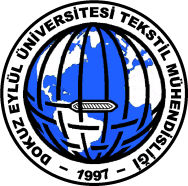 DOKUZ EYLÜL ÜNİVERSİTESİ TEKSTİL MÜHENDİSLİĞİ
- 1997 -